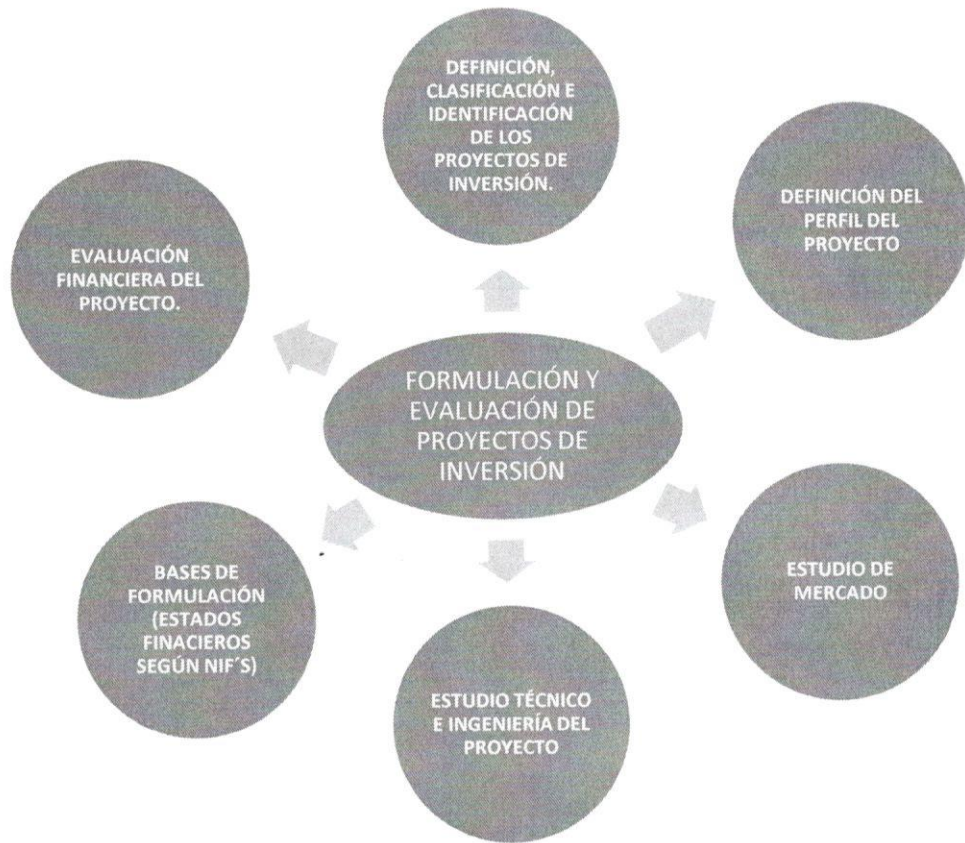 DEFINICIÓN,
CLASIFICACIÓN E
IDENTIFICACIÓN
DE LOS
PROYECTOS DE
INVERSIÓN.
DEFINICIÓN DEL
PERFIL DEL
PROYECTO
EVALUACIÓN
FINANCIERA DEL
PROYECTO.
FORMULACIÓN Y
EVALUACIÓN DE
PROYECTOS DE
INVERSIÓN
ESTUDIO DE
MERCADO
BASES DE
FORMULACIÓN
(ESTADOS
FINACIEROS
SEGÚN NIF´S)
ESTUDIO TÉCNICO
E INGENIERÍA DEL
PROYECTO